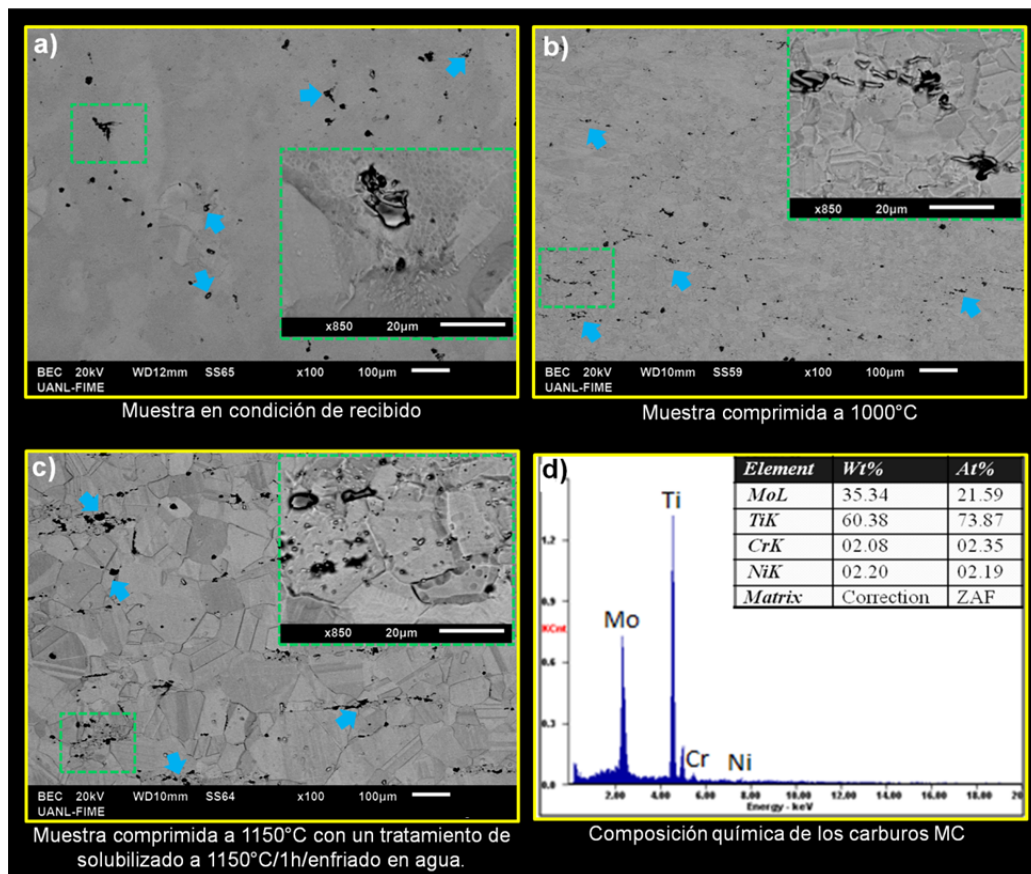 a)
x850 20µm
BEC 20kV WD12mm SS65 x100 100µm
UANL-FIME
Muestra en condición de recibido
b)
x850 20µm
BEC 20kV WD10mm SS59 x100 100µm
UANL-FIME
Muestra comprimida a 1000°C
c)
x850 20µm
BEC 20kV WD10mm SS64 x100 100µm
UANL-FIME
Muestra comprimida a 1150°C con un tratamiento de
solubilizado a 1150°C/1h/enfriado en agua.
d)
Element Wt% At%
MoL 35.34 21.59
TiK 60.38 73.87
CrK 02.08 02.35
NiK 02.20 02.19
Matrix Correction ZAF
Ti
Mo
Cr
Ni
1.2
0.9
KCnt
0.6
0.3
0.0
2.00 4.00 6.00 8.00 10.00 12.00 14.00 16.00 18.00 20
Energy - keV
Composición química de los carburos MC